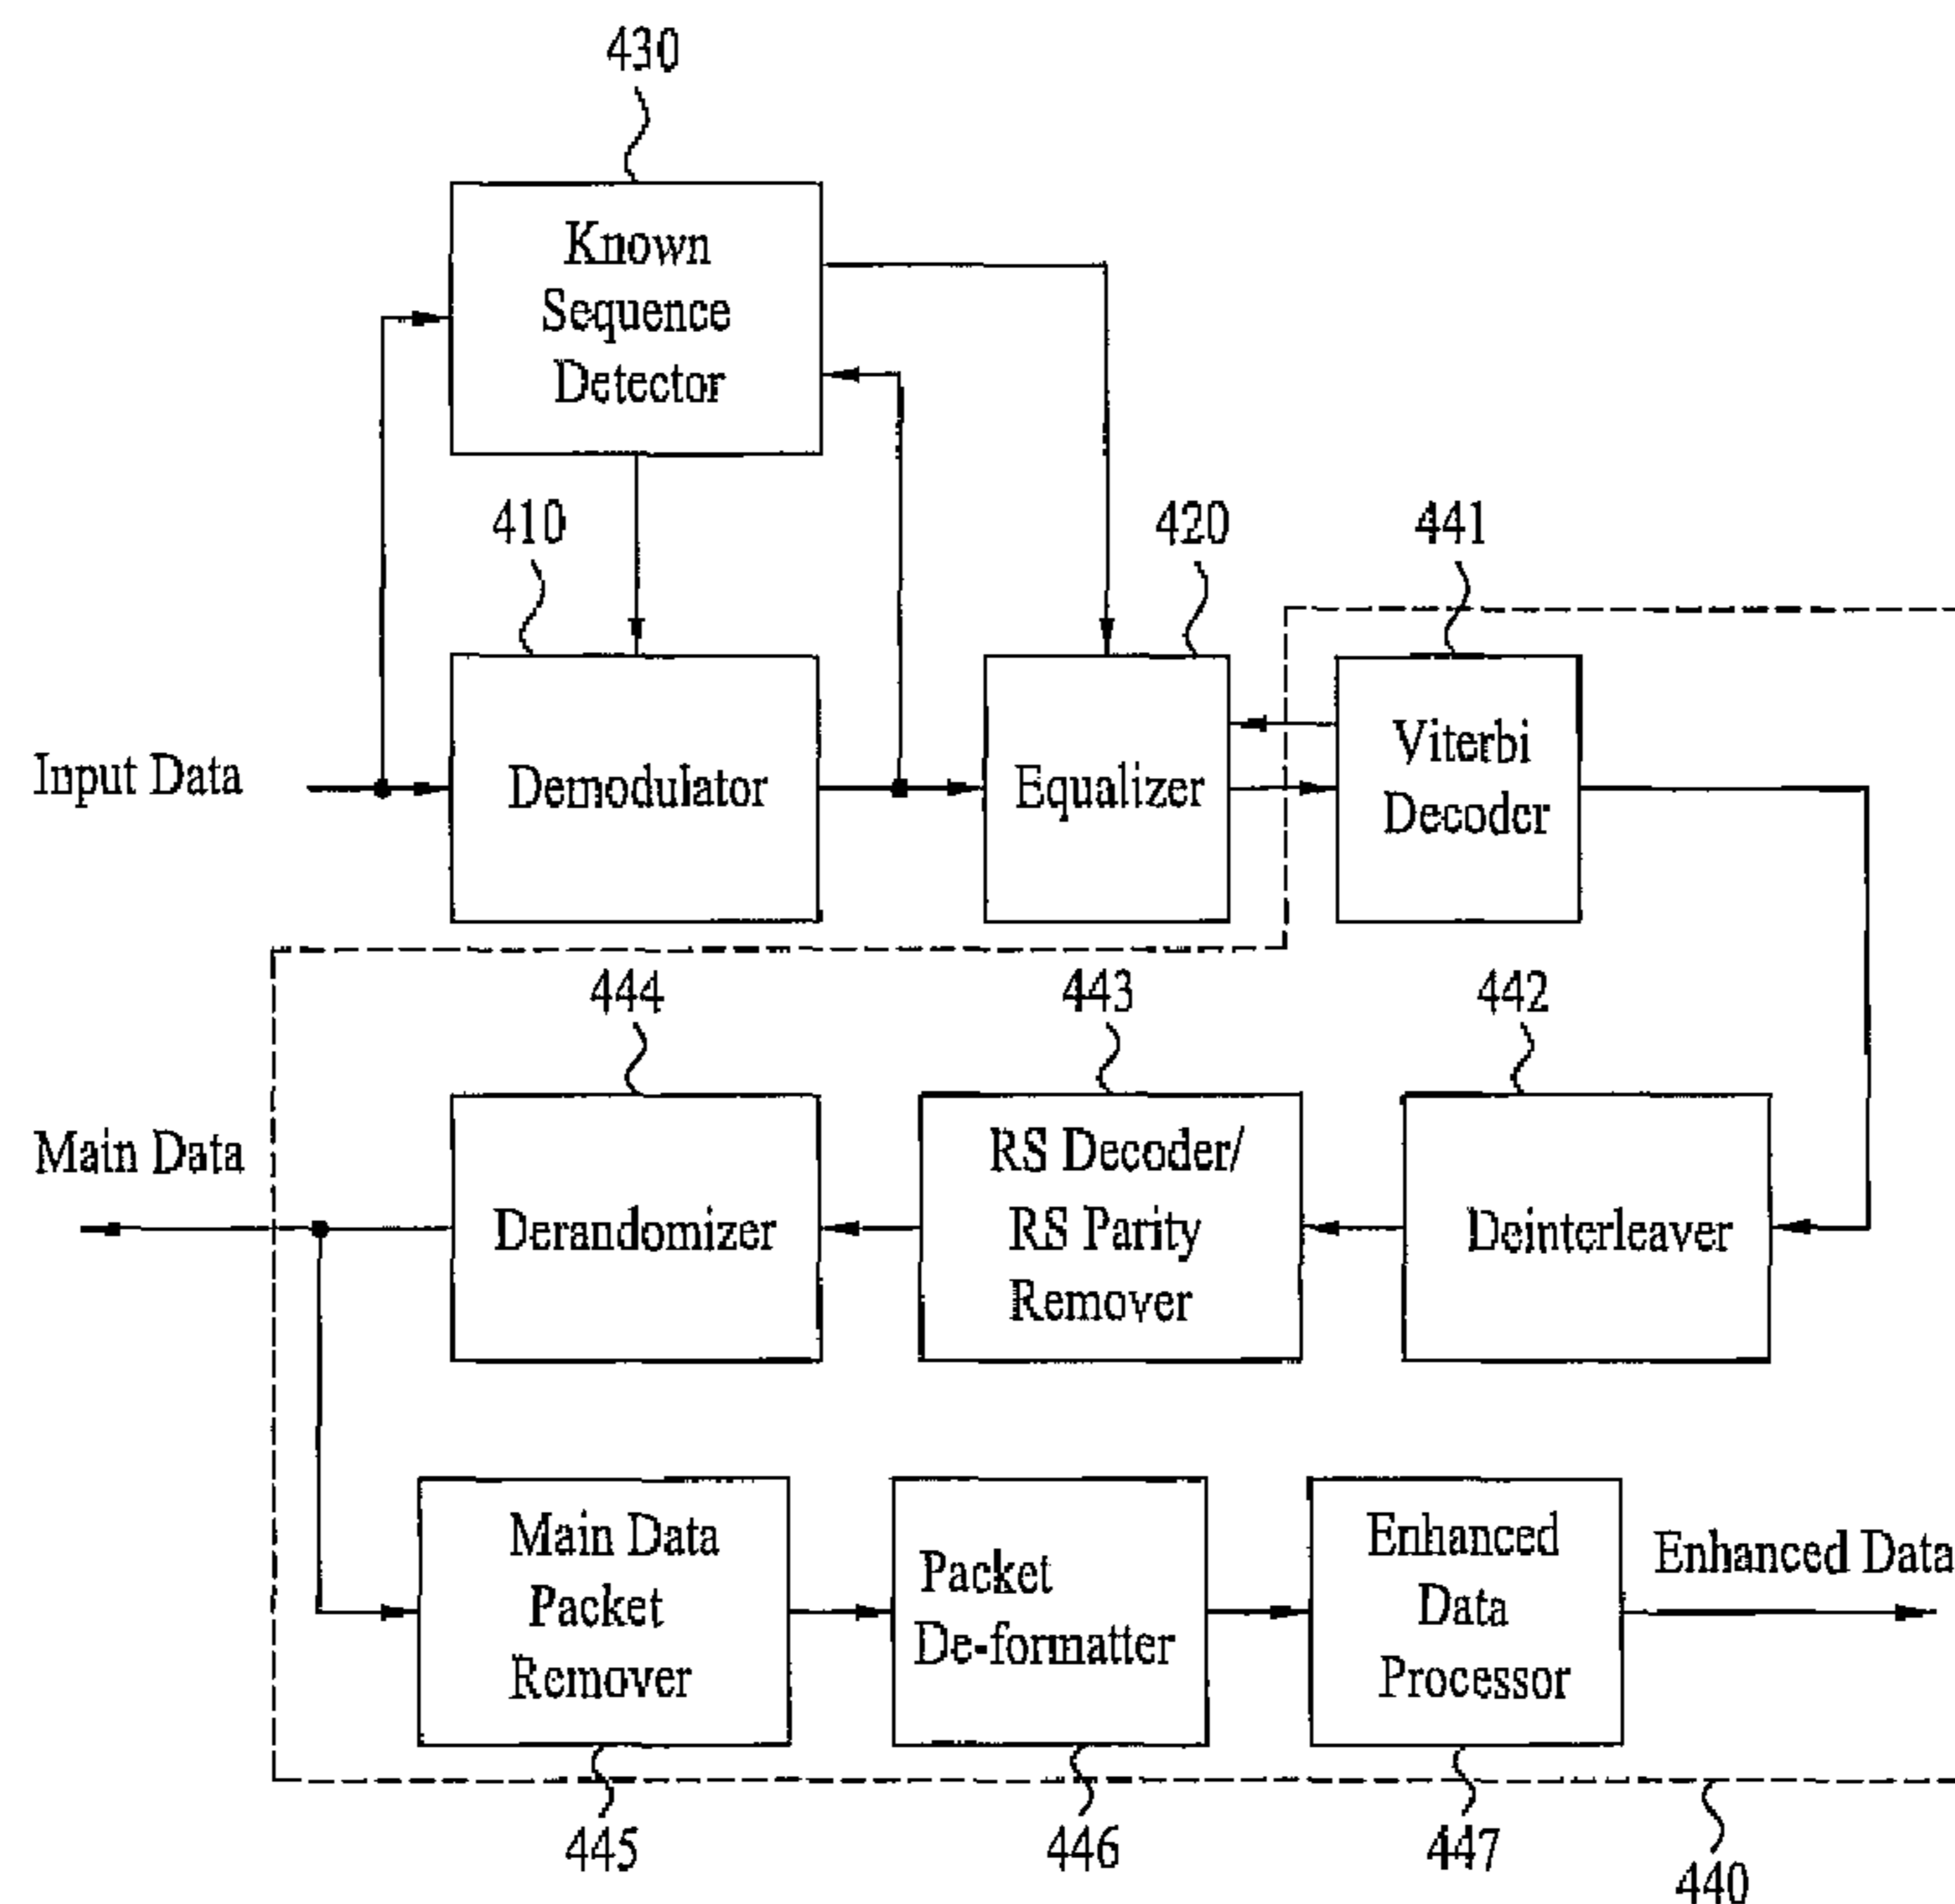 430
Known
Sequence
Detector
410
420
441
Input Data
Demodulator
Equalizer
Viterbi
Decoder
444
443
442
Main Data
Derandomizer
RS Decoder/
RS Parity
Remover
Deinterleaver
Main Data
Packet
Remover
Packet
De-formatter
Enhanced
Data
Processor
Enhanced Data
445
446
447
440